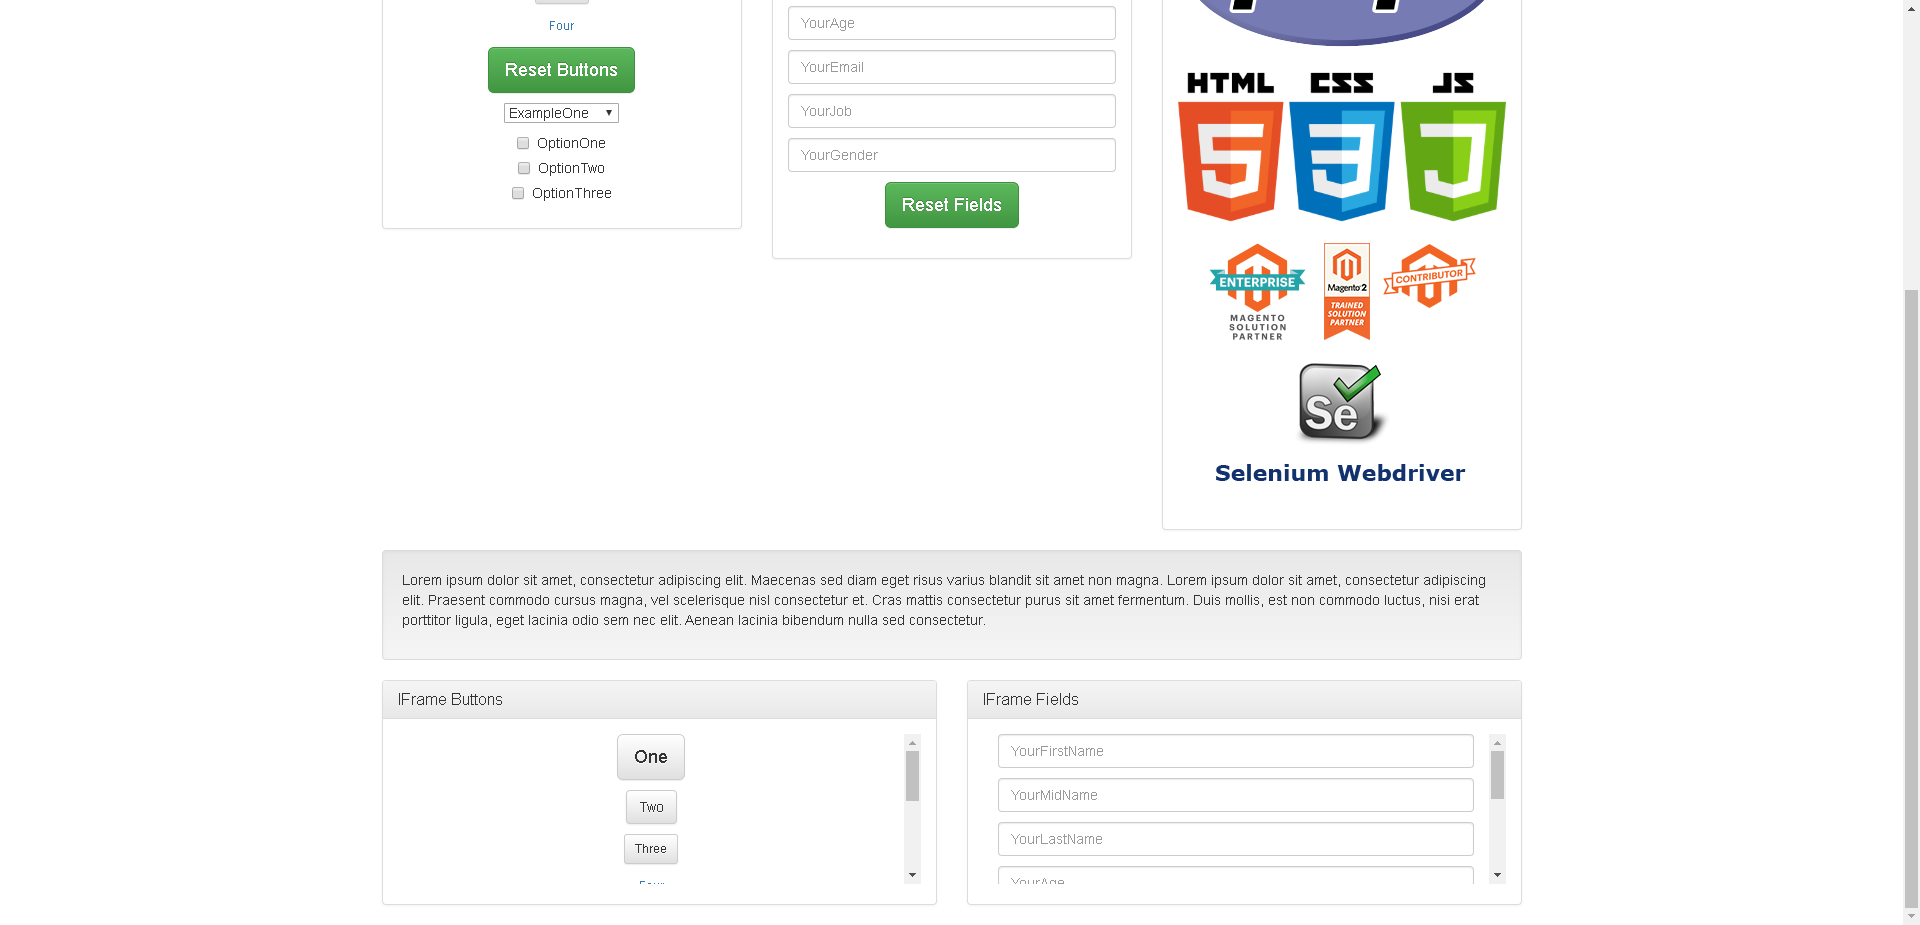 Four
Reset Buttons
ExampleOne
OptionOne
OptionTwo
OptionThree
YourAge
YourEmail
YourJob
YourGender
Reset Fields
HTML CSS JS
5 3 J
ENTERPRISE
MAGENTO
SOLUTION
PARTNER
Magento 2
TRAINED
SOLUTION
PARTNER
CONTRIBUTOR
Se
Selenium Webdriver
Lorem ipsum dolor sit amet, consectetur adipiscing elit. Maecenas sed diam eget risus varius blandit sit amet non magna. Lorem ipsum dolor sit amet, consectetur adipiscing
elit. Praesent commodo cursus magna, vel scelerisque nisl consectetur et. Cras mattis consectetur purus sit amet fermentum. Duis mollis, est non commodo luctus, nisi erat
porttitor ligula, eget lacinia odio sem nec elit. Aenean lacinia bibendum nulla sed consectetur.
IFrame Buttons
One
Two
Three
Four
IFrame Fields
YourFirstName
YourMidName
YourLastName
YourAge